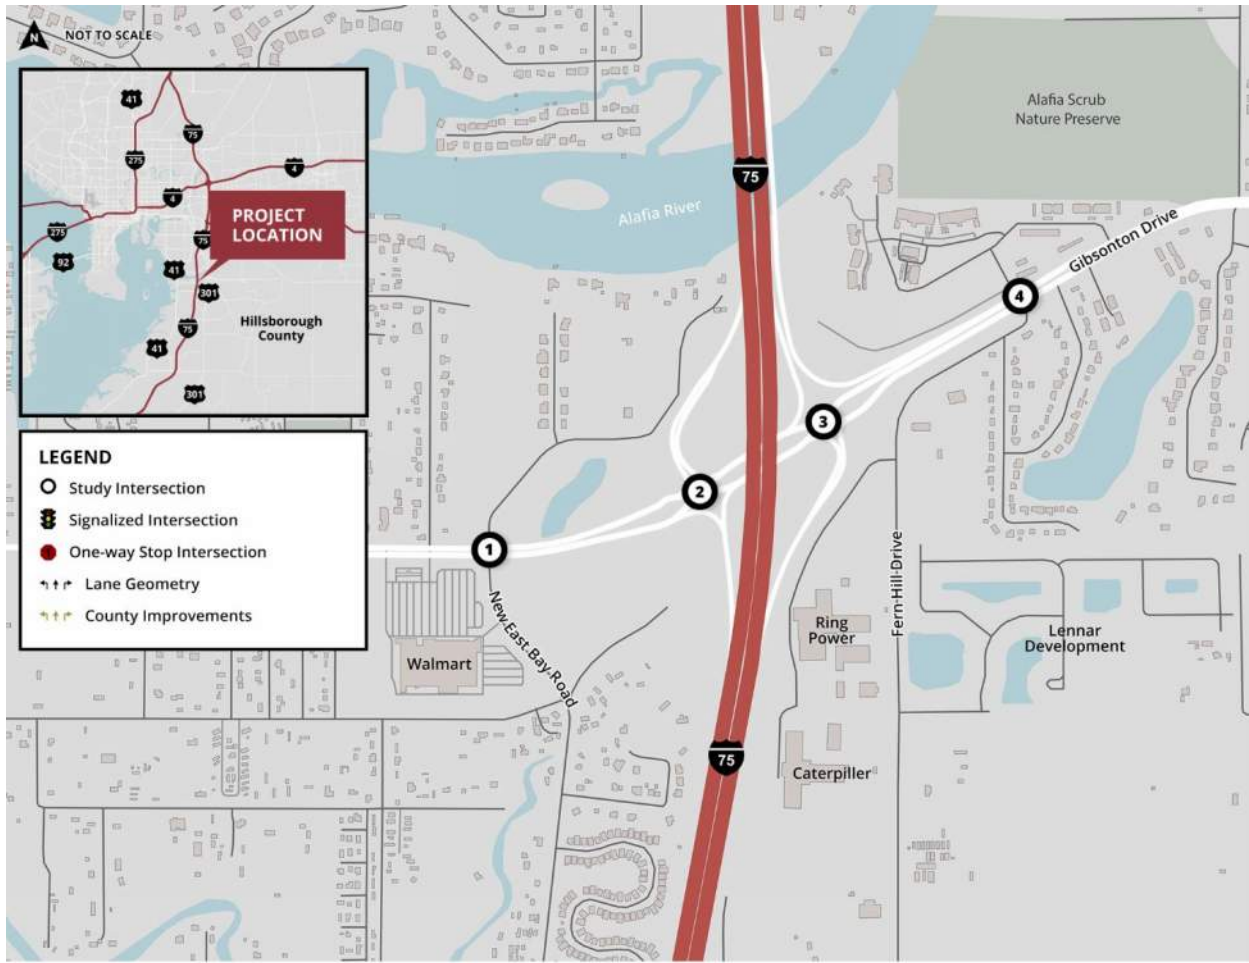 N
NOT TO SCALE
41
75
275
4
4
PROJECT
LOCATION
275
75
92
41
301
75
Hillsborough
County
41
301
LEGEND
Study Intersection
Signalized Intersection
One-way Stop Intersection
Lane Geometry
County Improvements
Alafia Scrub
Nature Preserve
75
Alafia River
Gibsonton Drive
4
3
2
1
New East Bay Road
Fern Hill Drive
Walmart
Ring
Power
Lennar
Development
75
Caterpiller